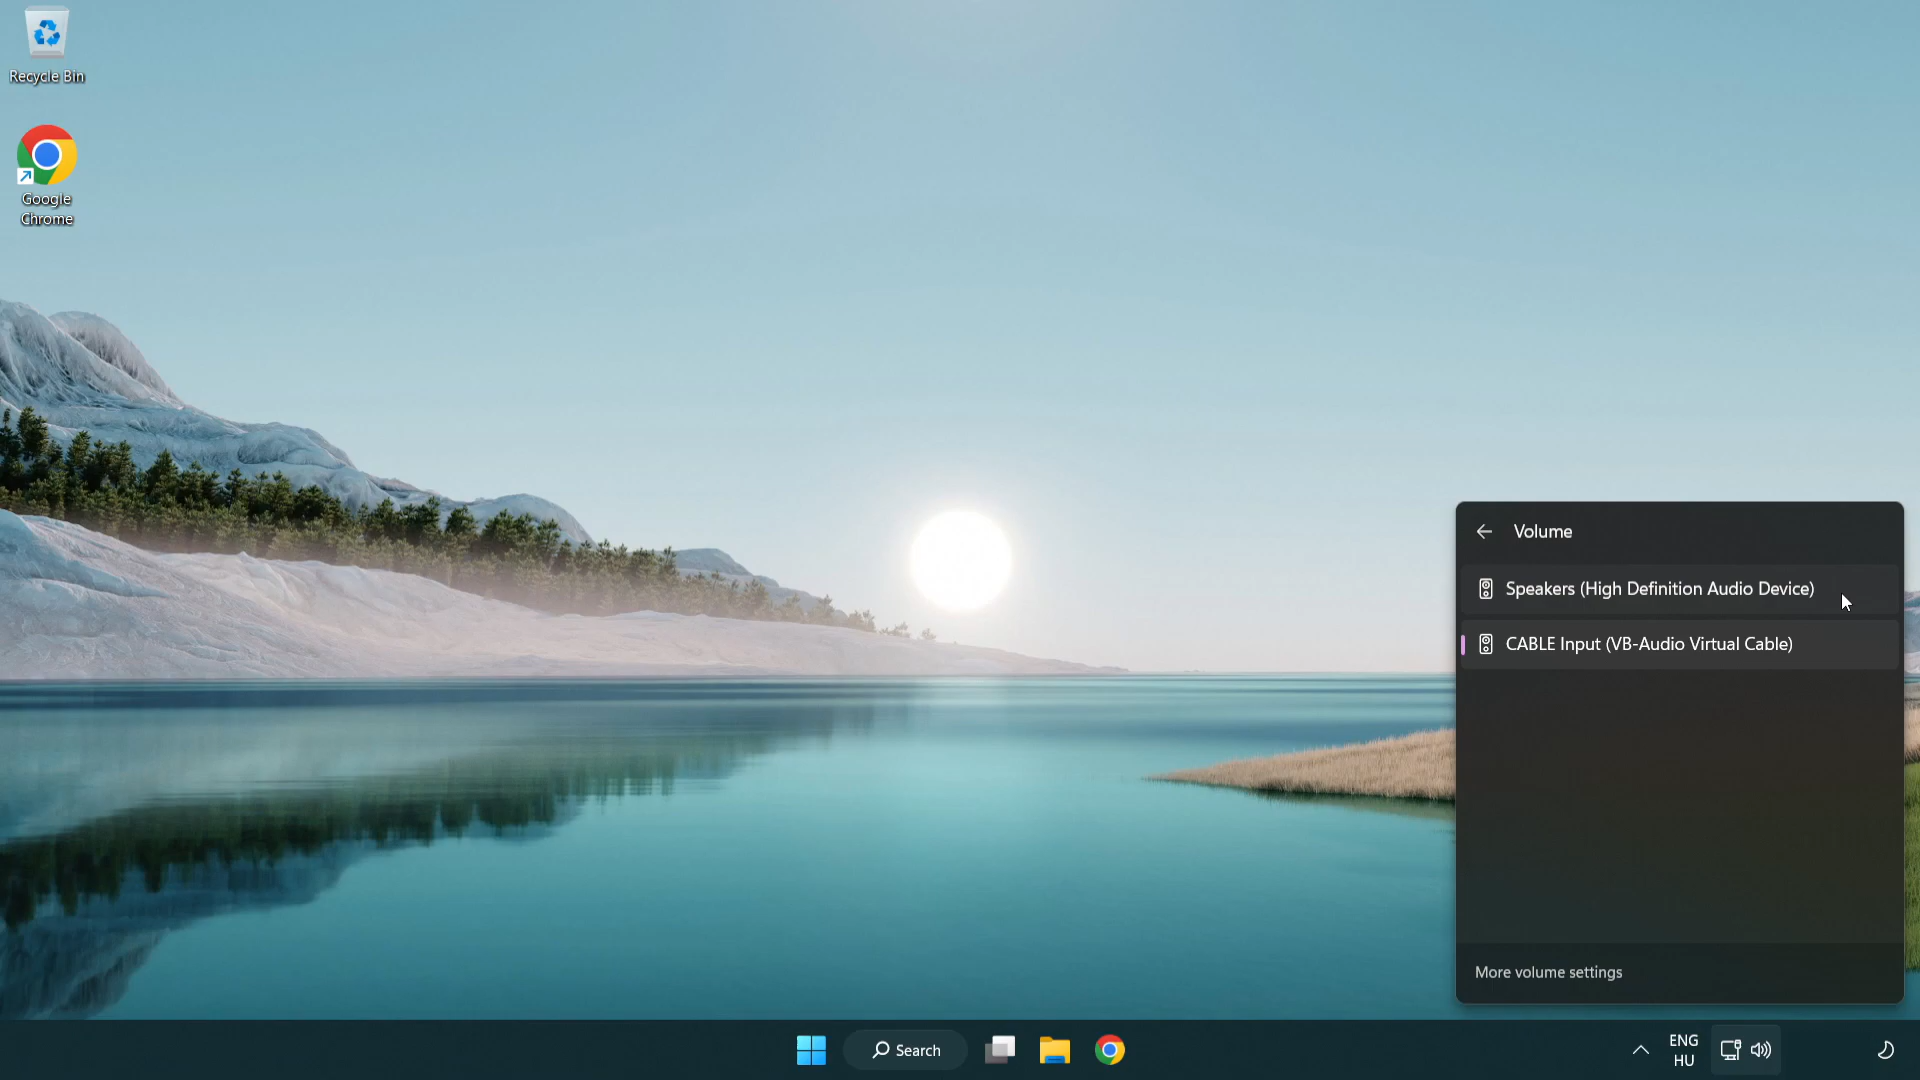 Recycle Bin
Google
Chrome
Volume
Speakers (High Definition Audio Device)
CABLE Input (VB-Audio Virtual Cable)
More volume settings
Search
ENG
HU